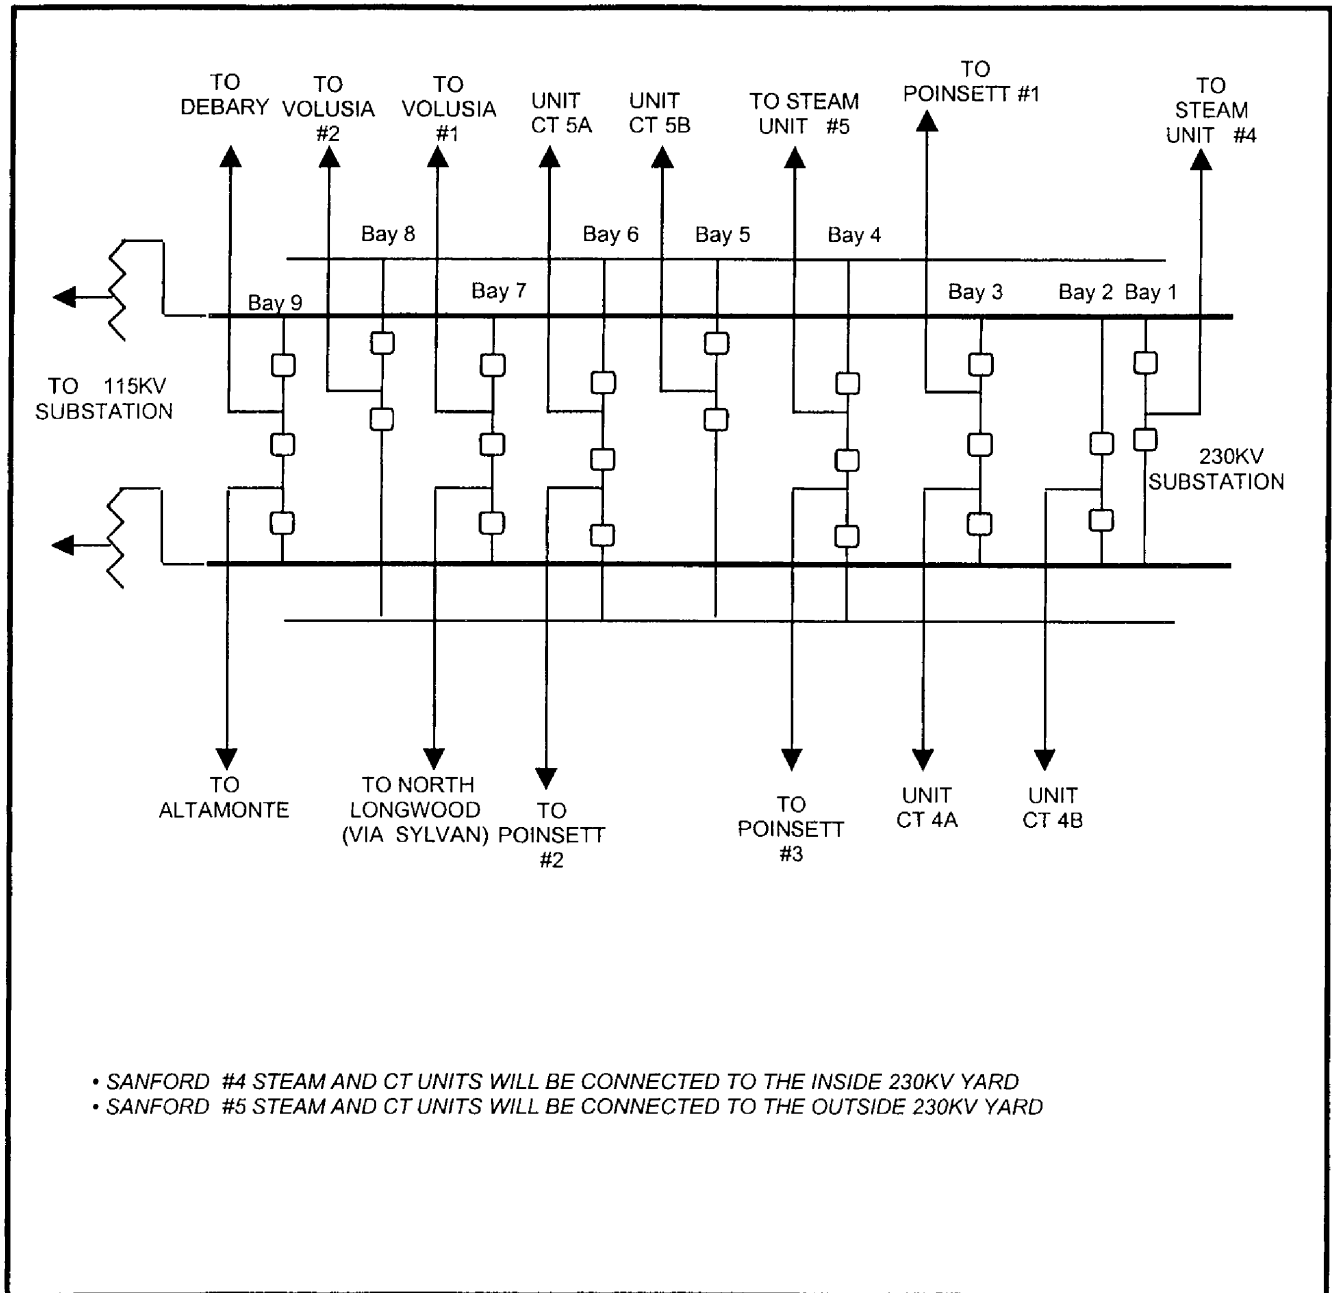 TO
DEBARY
TO
VOLUSIA
#2
TO
VOLUSIA
#1
UNIT
CT 5A
UNIT
CT 5B
TO STEAM
UNIT #5
TO
POINSETT #1
TO
STEAM
UNIT #4
Bay 8
Bay 6
Bay 5
Bay 4
Bay 9
Bay 7
Bay 3
Bay 2
Bay 1
TO 115KV
SUBSTATION
230KV
SUBSTATION
TO
ALTAMONTE
TO NORTH
LONGWOOD
(VIA SYLVAN)
TO
POINSETT
#2
TO
POINSETT
#3
UNIT
CT 4A
UNIT
CT 4B
• SANFORD #4 STEAM AND CT UNITS WILL BE CONNECTED TO THE INSIDE 230KV YARD
• SANFORD #5 STEAM AND CT UNITS WILL BE CONNECTED TO THE OUTSIDE 230KV YARD